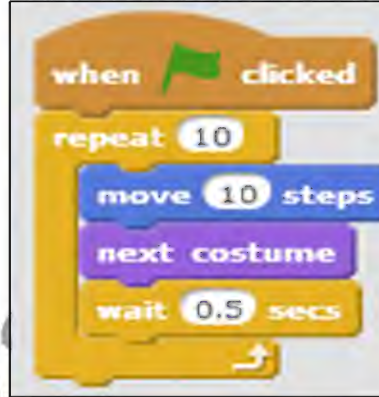 when clicked
repeat 10
move 10 steps
next costume
wait 0.5 secs